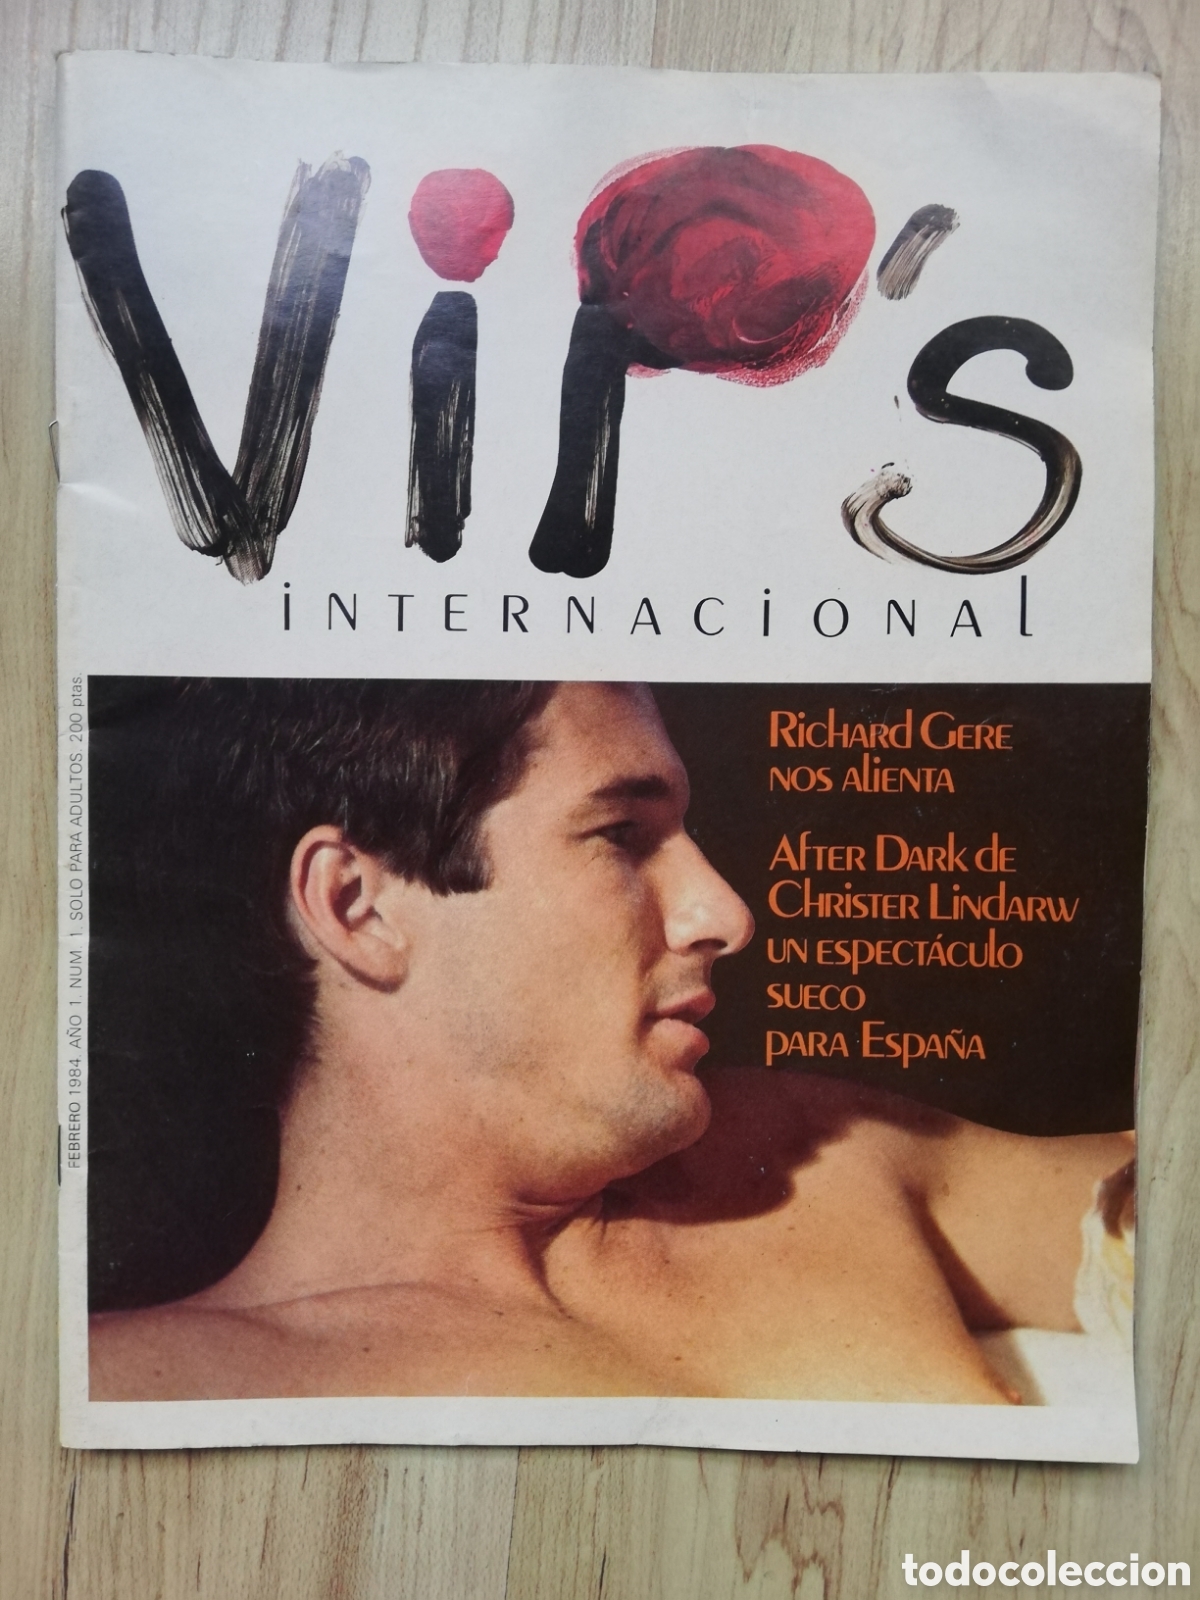 ViP's
iNTERNACiONAl
FEBRERO 1984. AÑO 1. NUM. 1. SOLO PARA ADULTOS. 200 ptas.
RichARd GERE
NOS AliENTA
AfTER DARk dE
ChRiSTER LiNdARW
UN ESpECTÁCUlO
SUECO
pARA ESpAÑA
todocoleccion